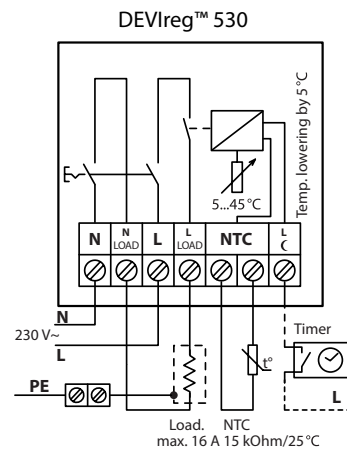 DEVIreg™ 530
Temp. lowering by 5 °C
5...45 °C
N
N LOAD
L
L LOAD
NTC
L ☾
N
230 V~
L
PE
Timer
t°
L
Load. NTC
max. 16 A 15 kOhm/25 °C